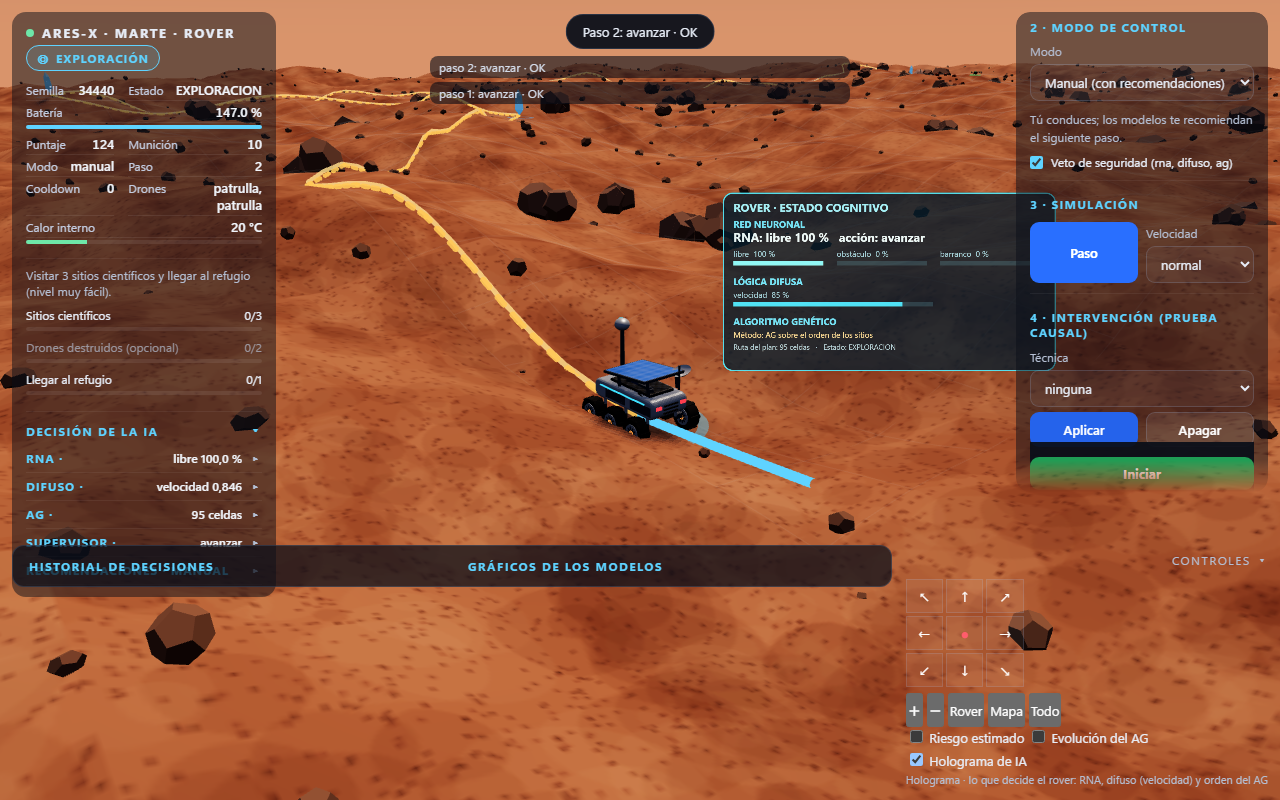 ARES-X · MARTE · ROVER
EXPLORACIÓN
Semilla 34440 Estado EXPLORACION
Batería 147.0 %
Puntaje 124 Munición 10
Modo manual Paso 2
Cooldown 0 Drones patrulla, patrulla
Calor interno 20 °C
Visitar 3 sitios científicos y llegar al refugio
(nivel muy fácil).
Sitios científicos 0/3
Drones destruidos (opcional) 0/2
Llegar al refugio 0/1
DECISIÓN DE LA IA
RNA · libre 100,0 %
DIFUSO · velocidad 0,846
AG · 95 celdas
SUPERVISOR · avanzar
RECOMENDACIONES · MANUAL
HISTORIAL DE DECISIONES
GRÁFICOS DE LOS MODELOS
Paso 2: avanzar · OK
paso 2: avanzar · OK
paso 1: avanzar · OK
ROVER · ESTADO COGNITIVO
RED NEURONAL
RNA: libre 100 % acción: avanzar
libre 100 % obstáculo 0 % barranco 0 %
LÓGICA DIFUSA
velocidad 85 %
ALGORITMO GENÉTICO
Método: AG sobre el orden de los sitios
Ruta del plan: 95 celdas · Estado: EXPLORACION
2 · MODO DE CONTROL
Modo
Manual (con recomendaciones)
Tú conduces; los modelos te recomiendan
el siguiente paso.
Veto de seguridad (rna, difuso, ag)
3 · SIMULACIÓN
Paso
Velocidad
normal
4 · INTERVENCIÓN (PRUEBA
CAUSAL)
Técnica
ninguna
Aplicar Apagar
Iniciar
CONTROLES
↖ ↑ ↗
← → 
↙ ↓ ↘
+ − Rover Mapa Todo
Riesgo estimado Evolución del AG
Holograma de IA
Holograma · lo que decide el rover: RNA, difuso (velocidad) y orden del AG